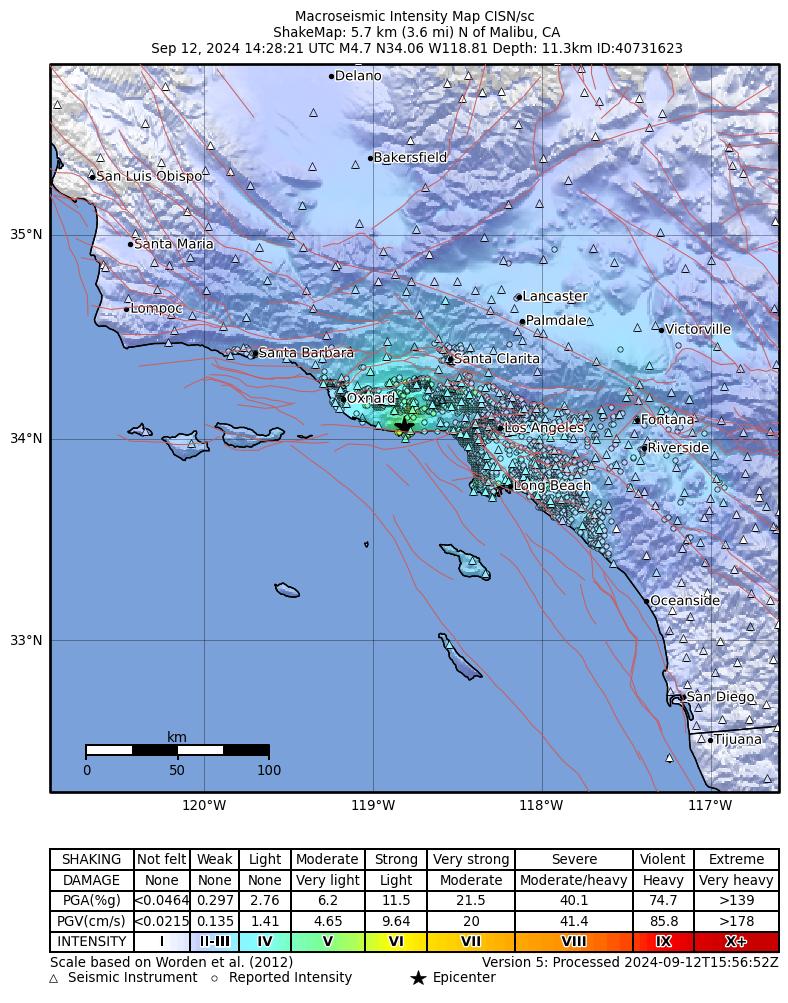 Macroseismic Intensity Map CISN/sc
ShakeMap: 5.7 km (3.6 mi) N of Malibu, CA
Sep 12, 2024 14:28:21 UTC M4.7 N34.06 W118.81 Depth: 11.3km ID:40731623
Delano
Bakersfield
San Luis Obispo
35°N
Santa Maria
Lancaster
Lompoc
Palmdale
Victorville
Santa Barbara
Santa Clarita
Oxnard
Fontana
Los Angeles
34°N
Riverside
Long Beach
Oceanside
33°N
San Diego
km
Tijuana
0 50 100
120°W 119°W 118°W 117°W
SHAKING Not felt Weak Light Moderate Strong Very strong Severe Violent Extreme
DAMAGE None None None Very light Light Moderate Moderate/heavy Heavy Very heavy
PGA(%g) <0.0464 0.297 2.76 6.2 11.5 21.5 40.1 74.7 >139
PGV(cm/s) <0.0215 0.135 1.41 4.65 9.64 20 41.4 85.8 >178
INTENSITY I II-III IV V VI VII VIII IX X+
Scale based on Worden et al. (2012) Version 5: Processed 2024-09-12T15:56:52Z
Seismic Instrument Reported Intensity Epicenter